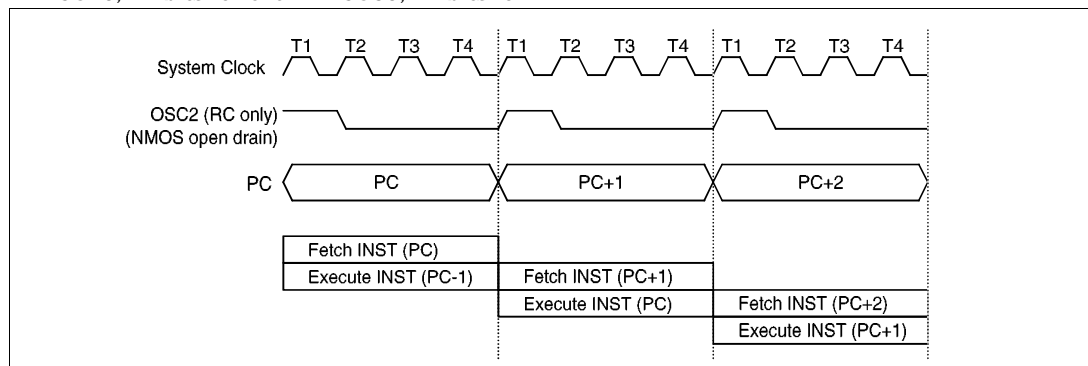 T1 T2 T3 T4 T1 T2 T3 T4 T1 T2 T3 T4
System Clock
OSC2 (RC only)
(NMOS open drain)
PC PC PC+1 PC+2
Fetch INST (PC)
Execute INST (PC-1) Fetch INST (PC+1)
Execute INST (PC) Fetch INST (PC+2)
Execute INST (PC+1)